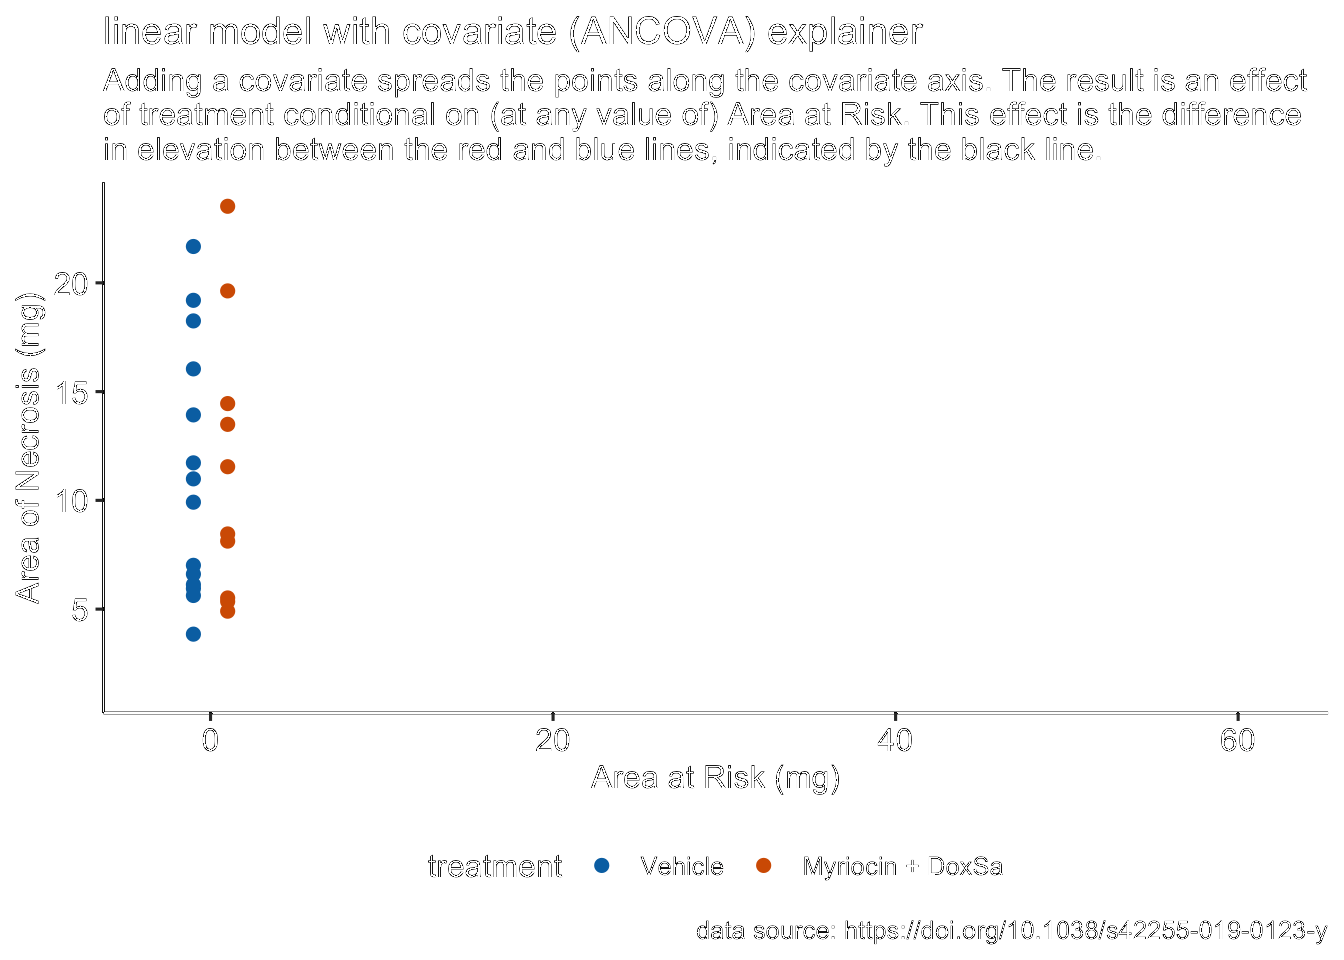 linear model with covariate (ANCOVA) explainer
Adding a covariate spreads the points along the covariate axis. The result is an effect
of treatment conditional on (at any value of) Area at Risk. This effect is the difference
in elevation between the red and blue lines, indicated by the black line.
20
15
10
5
Area of Necrosis (mg)
0 20 40 60
Area at Risk (mg)
treatment Vehicle Myriocin + DoxSa
data source: https://doi.org/10.1038/s42255-019-0123-y